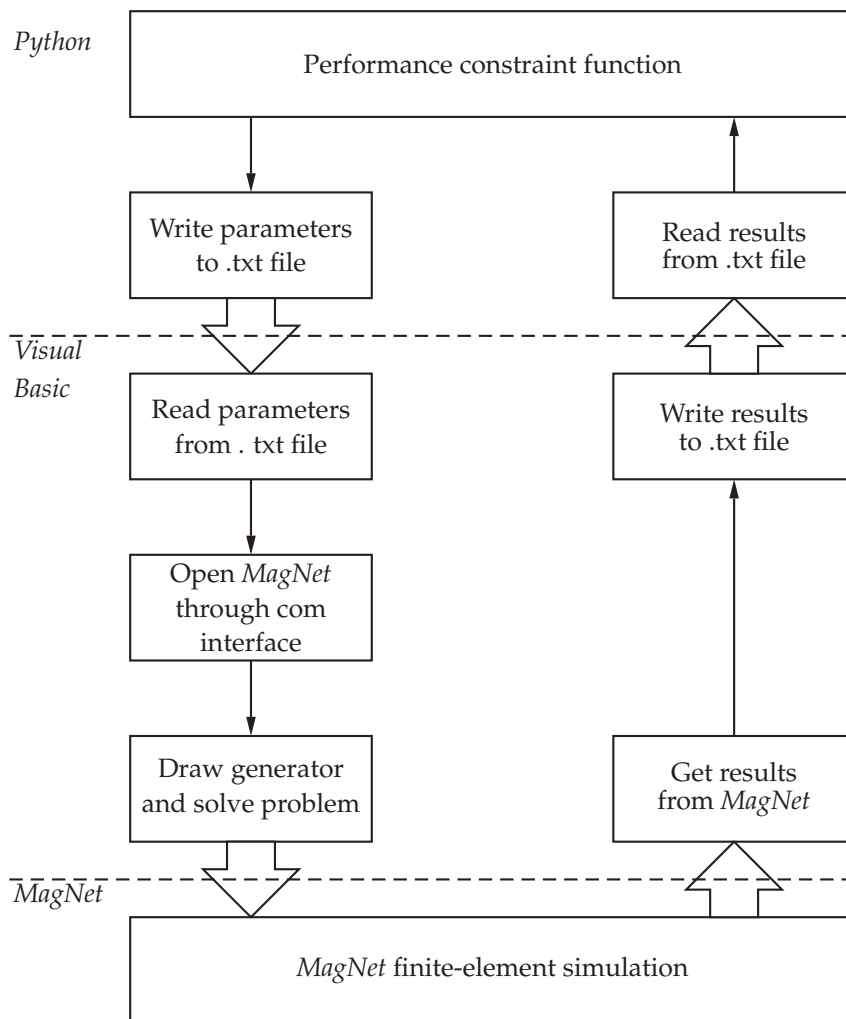 Python
Performance constraint function
Write parameters
to .txt file
Read results
from .txt file
Visual
Basic
Read parameters
from . txt file
Write results
to .txt file
Open MagNet
through com
interface
Draw generator
and solve problem
Get results
from MagNet
MagNet
MagNet finite-element simulation